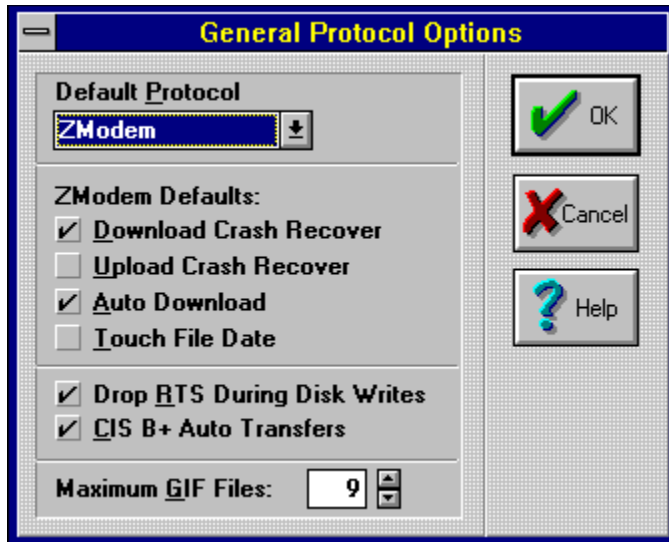 General Protocol Options
Default Protocol
ZModem
ZModem Defaults:
Download Crash Recover
Upload Crash Recover
Auto Download
Touch File Date
Drop RTS During Disk Writes
CIS B+ Auto Transfers
Maximum GIF Files: 9
OK
Cancel
Help